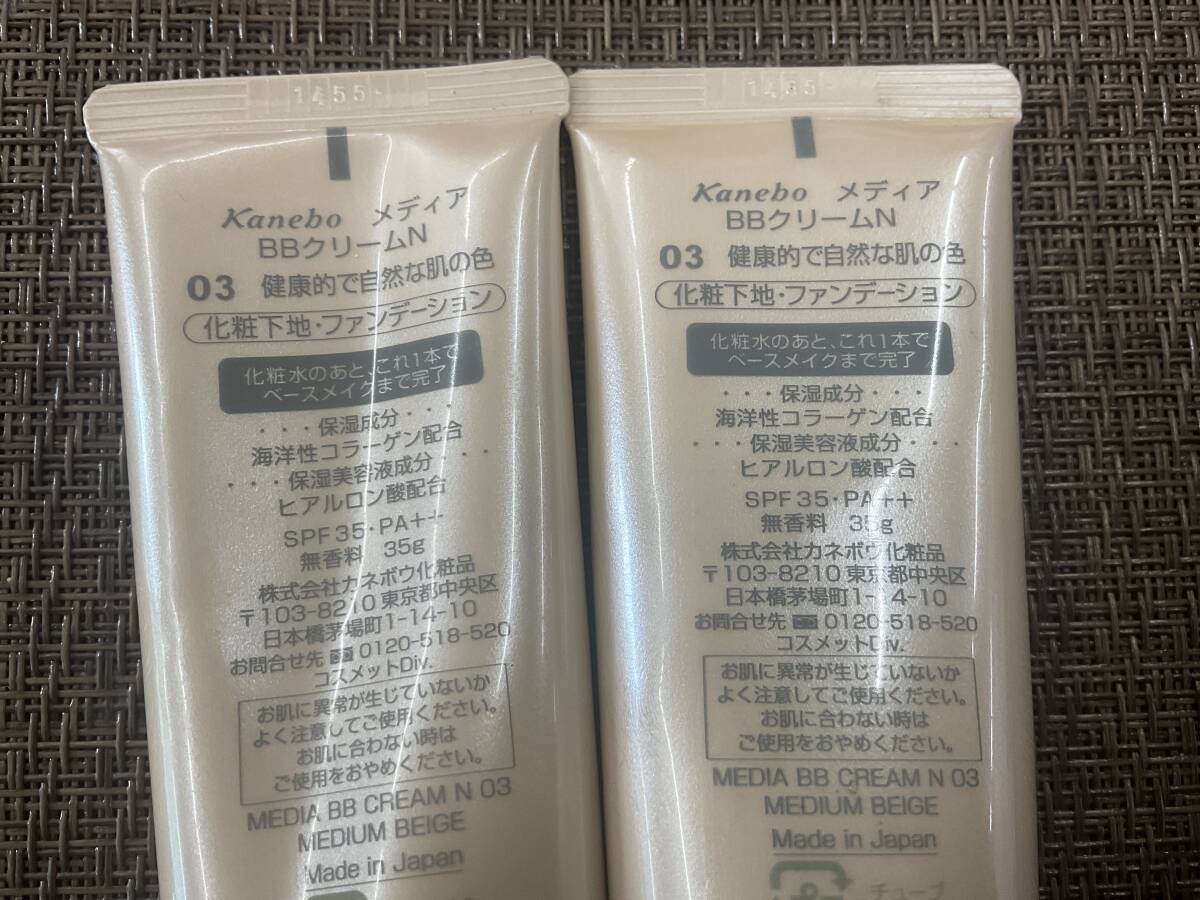 1455
Kanebo メディア
BBクリームN
03 健康的で自然な肌の色
化粧下地・ファンデーション
化粧水のあと、これ1本で
ベースメイクまで完了
・・・保湿成分・・・
海洋性コラーゲン配合
・・・保湿美容液成分・・・
ヒアルロン酸配合
SPF35・PA++
無香料 35g
株式会社カネボウ化粧品
〒103-8210 東京都中央区
日本橋茅場町1-14-10
お問合せ先 0120-518-520
コスメットDiv.
お肌に異常が生じていないか
よく注意してご使用ください。
お肌に合わない時は
ご使用をおやめください。
MEDIA BB CREAM N 03
MEDIUM BEIGE
Made in Japan
1455
Kanebo メディア
BBクリームN
03 健康的で自然な肌の色
化粧下地・ファンデーション
化粧水のあと、これ1本で
ベースメイクまで完了
・・・保湿成分・・・
海洋性コラーゲン配合
・・・保湿美容液成分・・・
ヒアルロン酸配合
SPF35・PA++
無香料 35g
株式会社カネボウ化粧品
〒103-8210 東京都中央区
日本橋茅場町1-14-10
お問合せ先 0120-518-520
コスメットDiv.
お肌に異常が生じていないか
よく注意してご使用ください。
お肌に合わない時は
ご使用をおやめください。
MEDIA BB CREAM N 03
MEDIUM BEIGE
Made in Japan
チューブ